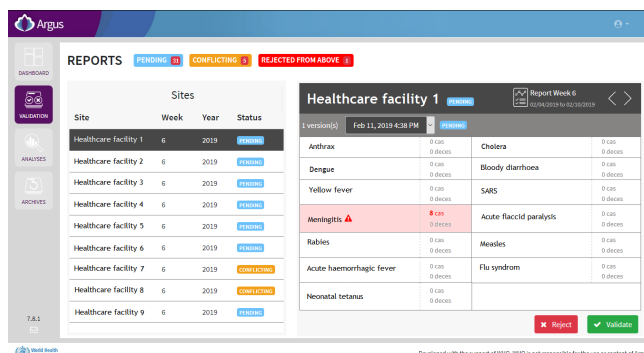 Argus
DASHBOARD
VALIDATION
ANALYSES
ARCHIVES
7.6.1
REPORTS PENDING 31 CONFLICTING 5 REJECTED FROM ABOVE 1
Sites
Site Week Year Status
Healthcare facility 1 6 2019 PENDING
Healthcare facility 2 6 2019 PENDING
Healthcare facility 3 6 2019 PENDING
Healthcare facility 4 6 2019 PENDING
Healthcare facility 5 6 2019 PENDING
Healthcare facility 6 6 2019 PENDING
Healthcare facility 7 6 2019 CONFLICTING
Healthcare facility 8 6 2019 CONFLICTING
Healthcare facility 9 6 2019 PENDING
Healthcare facility 1 PENDING
Report Week 6
02/04/2019 to 02/10/2019
1 version(s) Feb 11, 2019 4:38 PM PENDING
Anthrax 0 cas 0 deces Cholera 0 cas 0 deces
Dengue 0 cas 0 deces Bloody diarrhoea 0 cas 0 deces
Yellow fever 0 cas 0 deces SARS 0 cas 0 deces
Meningitis 8 cas 0 deces Acute flaccid paralysis 0 cas 0 deces
Rabies 0 cas 0 deces Measles 0 cas 0 deces
Acute haemorrhagic fever 0 cas 0 deces Flu syndrom 0 cas 0 deces
Neonatal tetanus 0 cas 0 deces
Reject Validate
World Health